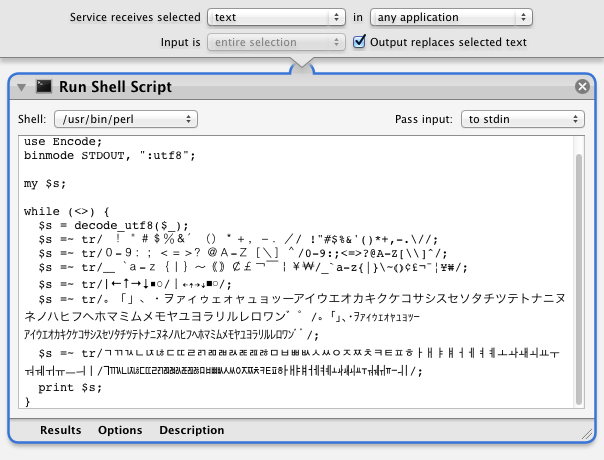 Service receives selected text in any application
Input is entire selection Output replaces selected text
Run Shell Script
Shell: /usr/bin/perl Pass input: to stdin
use Encode;
binmode STDOUT, ":utf8";
my $s;
while (<>) {
$s = decode_utf8($_);
$s =~ tr/　！＂＃＄％＆＇（）＊＋，－．／/ !"#$%&'()*+,-.\//;
$s =~ tr/０-９：；＜＝＞？＠Ａ-Ｚ［＼］＾/0-9:;<=>?@A-Z[\\]^/;
$s =~ tr/＿｀ａ-ｚ｛｜｝～｟｠￠￡￢￣￤￥￦/_`a-z{|}\~⦅⦆¢£¬¯¦¥₩/;
$s =~ tr/│←↑→↓■○/￨￩￪￫￬￭￮/;
$s =~ tr/。「」、・ヲァィゥェォャュョッーアイウエオカキクケコサシスセソタチツテトナニヌ
ネノハヒフヘホマミムメモヤユヨラリルレロワン゛゜/｡｢｣､･ｦｧｨｩｪｫｬｭｮｯｰ
ｱｲｳｴｵｶｷｸｹｺｻｼｽｾｿﾀﾁﾂﾃﾄﾅﾆﾇﾈﾉﾊﾋﾌﾍﾎﾏﾐﾑﾒﾓﾔﾕﾖﾗﾘﾙﾚﾛﾜﾝﾞﾟ/;
$s =~ tr/ㄱㄲㄳㄴㄵㄶㄷㄸㄹㄺㄻㄼㄽㄾㄿㅀㅁㅂㅃㅄㅅㅆㅇㅈㅉㅊㅋㅌㅍㅎㅏㅐㅑㅒㅓㅔㅕㅖㅗㅘㅙㅚㅛㅜ
ㅝㅞㅟㅠㅡㅢㅣ/ﾡﾢﾣﾤﾥﾦﾧﾨﾩﾪﾫﾬﾭﾮﾯﾰﾱﾲﾳﾴﾵﾶﾷﾸﾹﾺﾻﾼﾽﾾￂￃￄￅￆￇￊￋￌￍￎￏￒￓￔￕￖￗￚￛￜ/;
print $s;
}
Results Options Description